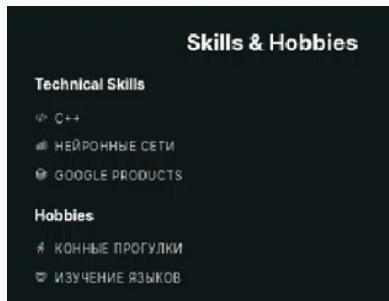 Skills & Hobbies
Technical Skills
C++
НЕЙРОННЫЕ СЕТИ
GOOGLE PRODUCTS
Hobbies
КОННЫЕ ПРОГУЛКИ
ИЗУЧЕНИЕ ЯЗЫКОВ